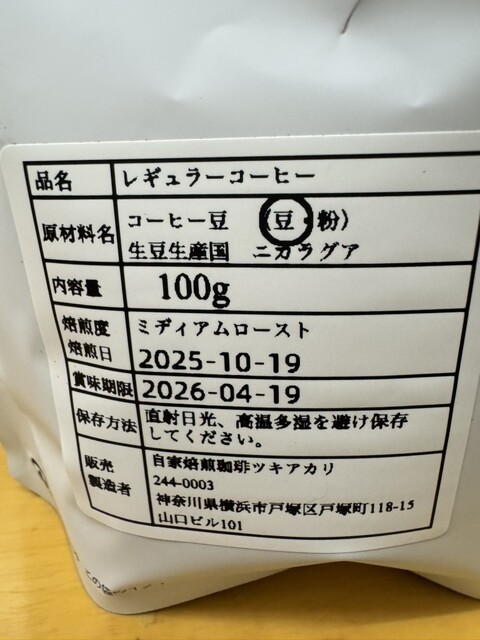 品名 レギュラーコーヒー
原材料名 コーヒー豆 (豆・粉)
生豆生産国 ニカラグア
内容量 100g
焙煎度 ミディアムロースト
焙煎日 2025-10-19
賞味期限 2026-04-19
保存方法 直射日光、高温多湿を避け保存
してください。
販売 自家焙煎珈琲ツキアカリ
製造者 244-0003
神奈川県横浜市戸塚区戸塚町118-15
山口ビル101